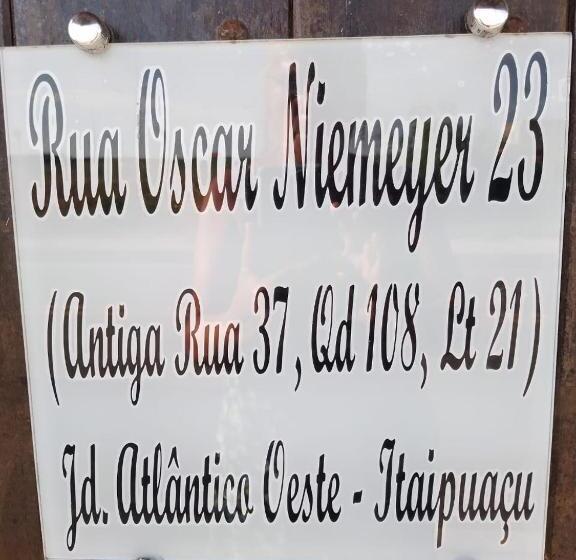 Rua Oscar Niemeyer 23
(Antiga Rua 37, Qd 108, Lt 21)
Jd. Atlântico Oeste - Itaipuaçu